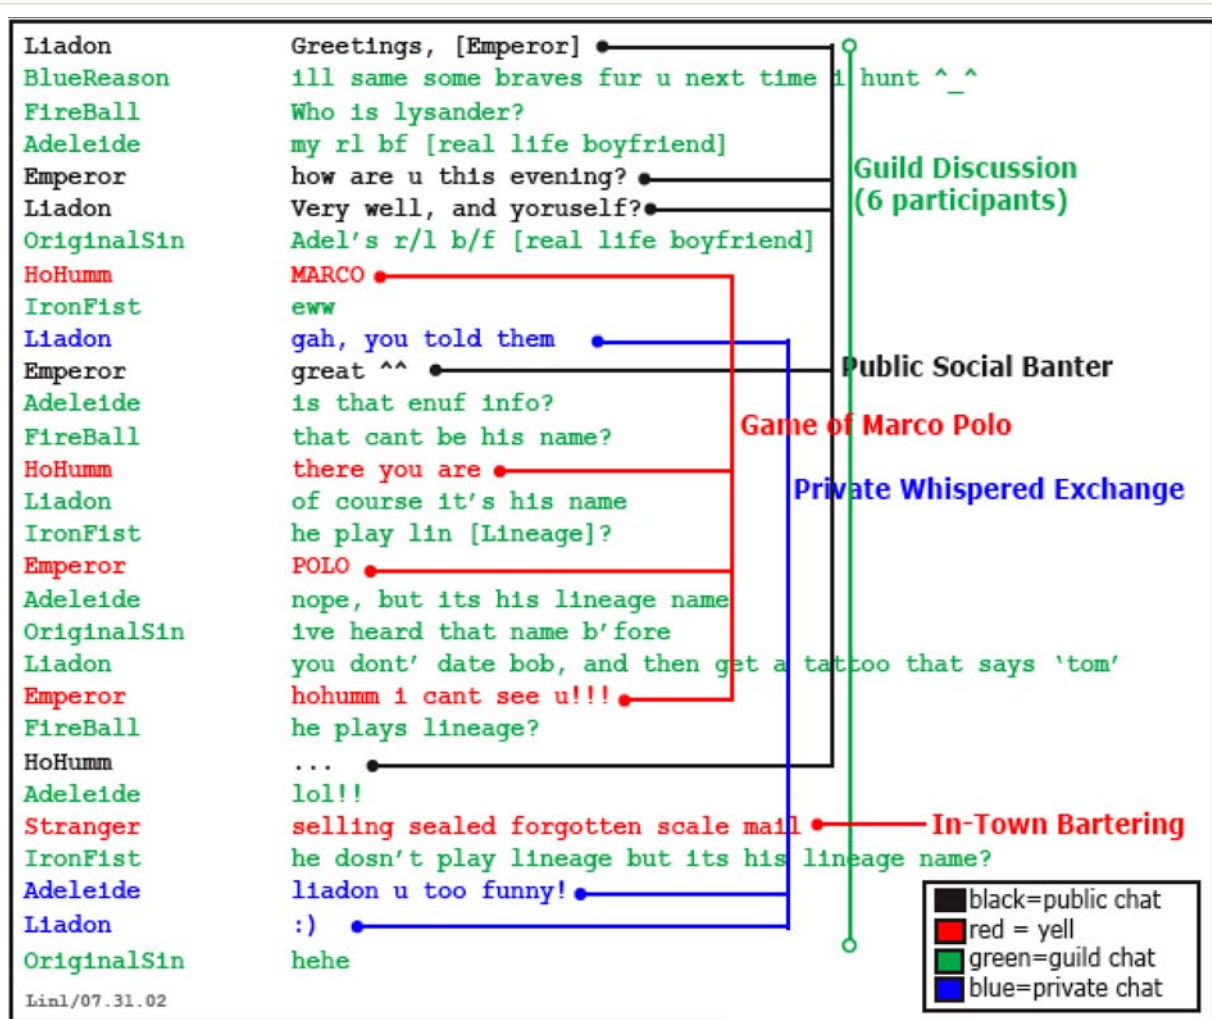 Liadon Greetings, [Emperor]
BlueReason ill same some braves fur u next time i hunt ^_^
FireBall Who is lysander?
Adeleide my rl bf [real life boyfriend]
Guild Discussion
Emperor how are u this evening?
(6 participants)
Liadon Very well, and yoruself?
OriginalSin Adel's r/l b/f [real life boyfriend]
HoHumm MARCO
IronFist eww
Liadon gah, you told them
Emperor great ^^
Public Social Banter
Adeleide is that enuf info?
Game of Marco Polo
FireBall that cant be his name?
HoHumm there you are
Private Whispered Exchange
Liadon of course it's his name
IronFist he play lin [Lineage]?
Emperor POLO
Adeleide nope, but its his lineage name
OriginalSin ive heard that name b'fore
Liadon you dont' date bob, and then get a tattoo that says 'tom'
Emperor hohumm i cant see u!!!
FireBall he plays lineage?
HoHumm ...
Adeleide lol!!
Stranger selling sealed forgotten scale mail
In-Town Bartering
IronFist he dosn't play lineage but its his lineage name?
Adeleide liadon u too funny!
Liadon :)
OriginalSin hehe
black=public chat
red = yell
green=guild chat
blue=private chat
Lin1/07.31.02